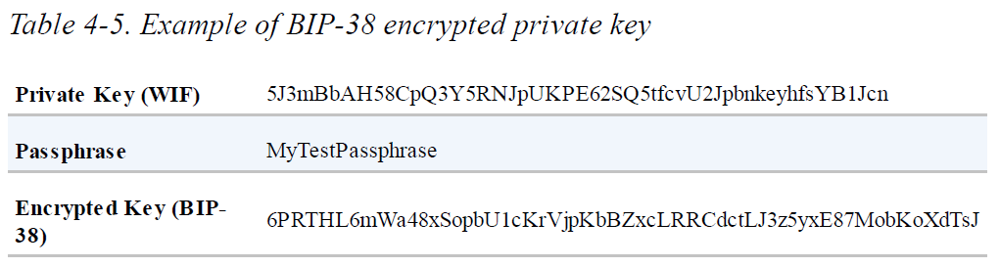 Table 4-5. Example of BIP-38 encrypted private key
Private Key (WIF) 5J3mBbAH58CpQ3Y5RNJpUKPE62SQ5tfcvU2JpbnkeyhfsYB1Jcn
Passphrase MyTestPassphrase
Encrypted Key (BIP-
38) 6PRTHL6mWa48xSopbU1cKrVjpKbBZxcLRRCdctLJ3z5yxE87MobKoXdTsJ